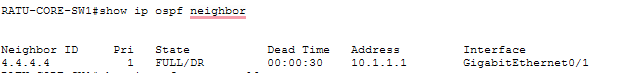 RATU-CORE-SW1#show ip ospf neighbor
Neighbor ID Pri State Dead Time Address Interface
4.4.4.4 1 FULL/DR 00:00:30 10.1.1.1 GigabitEthernet0/1